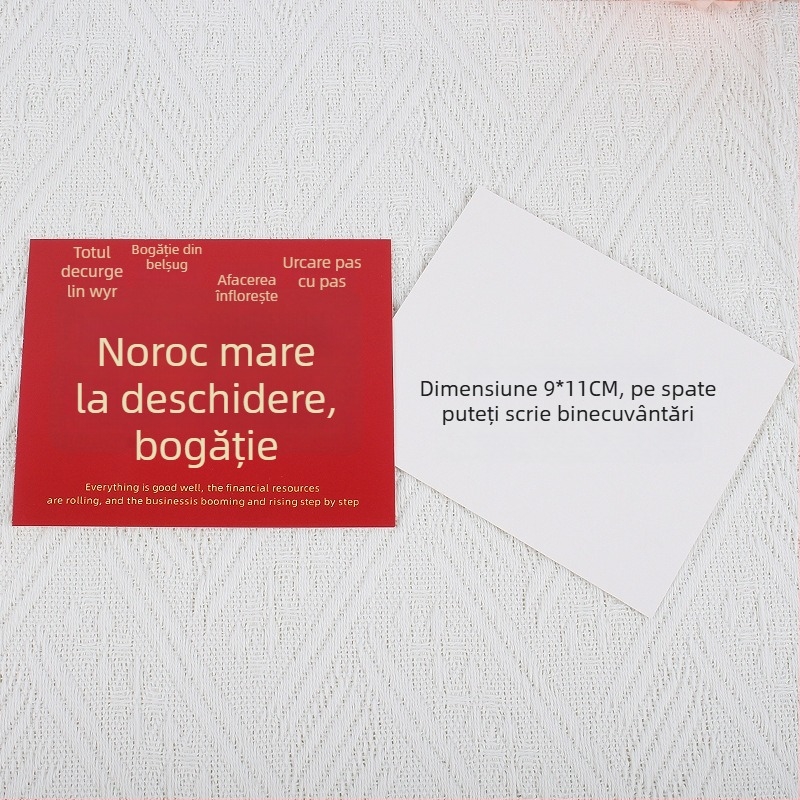 Totul
decurge
lin wyr
Bogăție din
belșug
Afacerea
înflorește
Urcare pas
cu pas
Noroc mare
la deschidere,
bogăție
Everything is good well, the financial resources
are rolling, and the businessis booming and rising step by step
Dimensiune 9*11CM, pe spate
puteți scrie binecuvântări